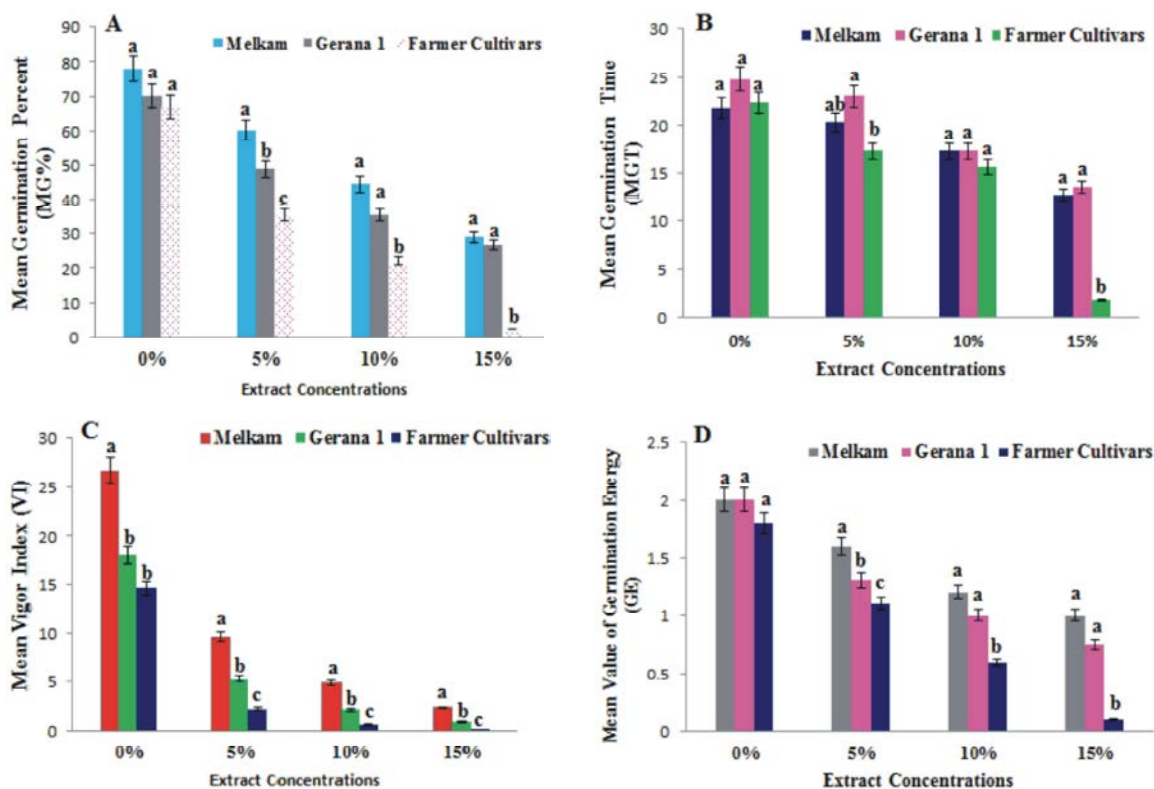 A
Melkam Gerana 1 Farmer Cultivars
Mean Germination Percent
(MG%)
90
80
70
60
50
40
30
20
10
0
a a a
a b c
a a b
a a b
0% 5% 10% 15%
Extract Concentrations
B
Melkam Gerana 1 Farmer Cultivars
Mean Germination Time
(MGT)
30
25
20
15
10
5
0
a a a
ab a b
a a a
a a b
0% 5% 10% 15%
Extract Concentrations
C
Melkam Gerana 1 Farmer Cultivars
Mean Vigor Index (VI)
30
25
20
15
10
5
0
a b b
a b c
a b c
a b c
0% 5% 10% 15%
Extract Concentrations
D
Melkam Gerana 1 Farmer Cultivars
Mean Value of Germination Energy
(GE)
2.5
2
1.5
1
0.5
0
a a a
a b c
a a b
a a b
0% 5% 10% 15%
Extract Concentrations